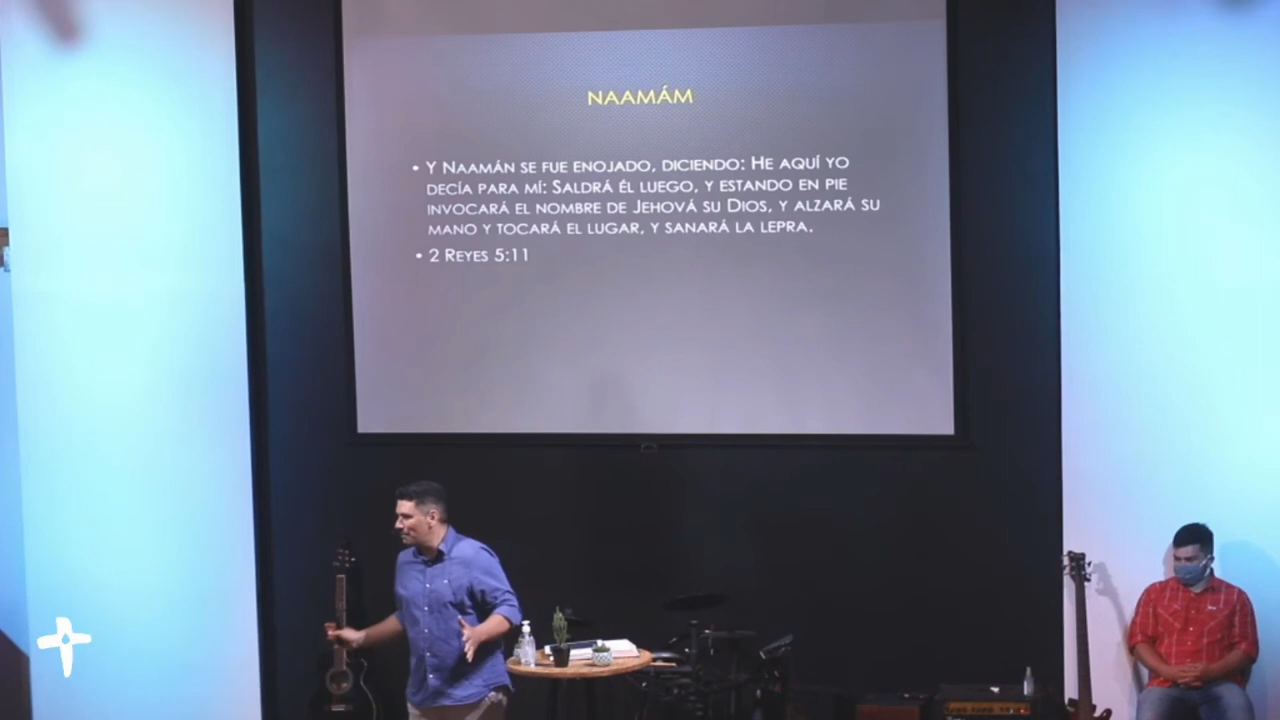 NAAMÁM
• Y NAAMÁN SE FUE ENOJADO, DICIENDO: HE AQUÍ YO
DECÍA PARA MÍ: SALDRÁ ÉL LUEGO, Y ESTANDO EN PIE
INVOCARÁ EL NOMBRE DE JEHOVÁ SU DIOS, Y ALZARÁ SU
MANO Y TOCARÁ EL LUGAR, Y SANARÁ LA LEPRA.
• 2 REYES 5:11